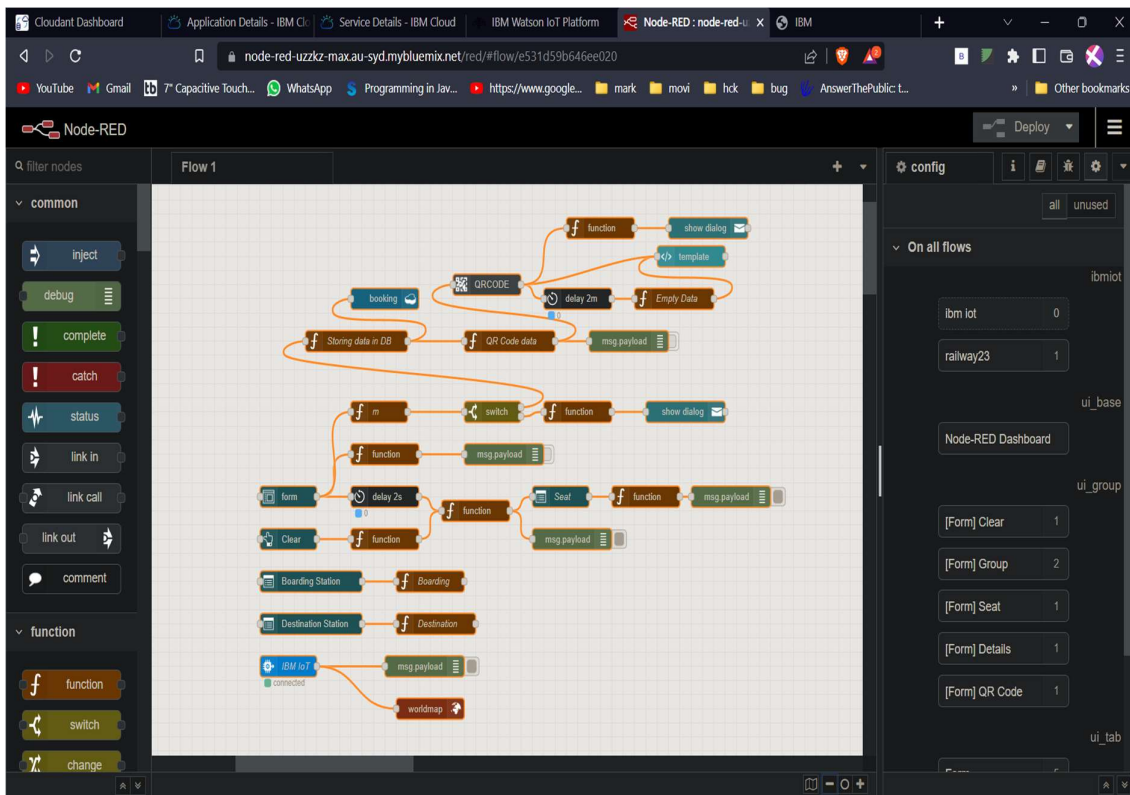 Cloudant Dashboard
Application Details - IBM Clo
Service Details - IBM Cloud
IBM Watson IoT Platform
Node-RED : node-red-u
IBM
node-red-uzzkz-max.au-syd.mybluemix.net/red/#flow/e531d59b646ee020
YouTube
Gmail
7" Capacitive Touch...
WhatsApp
Programming in Jav...
https://www.google...
mark
movi
hck
bug
AnswerThePublic: t...
»
Other bookmarks
Node-RED
Deploy
filter nodes
Flow 1
config
all
unused
common
inject
debug
complete
catch
status
link in
link call
link out
comment
function
function
switch
change
function
show dialog
template
QRCODE
booking
delay 2m
0
Empty Data
Storing data in DB
QR Code data
msg.payload
m
switch
function
show dialog
function
msg.payload
form
delay 2s
0
function
Seat
function
msg.payload
Clear
function
msg.payload
Boarding Station
Boarding
Destination Station
Destination
IBM IoT
connected
msg.payload
worldmap
On all flows
ibmiot
ibm iot
0
railway23
1
ui_base
Node-RED Dashboard
ui_group
[Form] Clear
1
[Form] Group
2
[Form] Seat
1
[Form] Details
1
[Form] QR Code
1
ui_tab